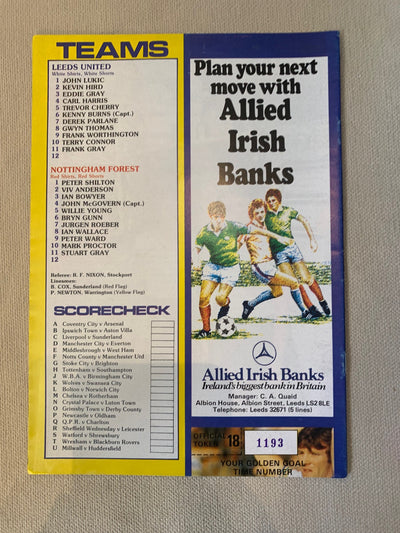 TEAMS
LEEDS UNITED
White Shirts, White Shorts
1 JOHN LUKIC
2 KEVIN HIRD
3 EDDIE GRAY
4 CARL HARRIS
5 TREVOR CHERRY
6 KENNY BURNS (Capt.)
7 DEREK PARLANE
8 GWYN THOMAS
9 FRANK WORTHINGTON
10 TERRY CONNOR
11 FRANK GRAY
12
NOTTINGHAM FOREST
Red Shirts, Red Shorts
1 PETER SHILTON
2 VIV ANDERSON
3 IAN BOWYER
4 JOHN McGOVERN (Capt.)
5 WILLIE YOUNG
6 BRYN GUNN
7 JURGEN ROEBER
8 IAN WALLACE
9 PETER WARD
10 MARK PROCTOR
11 STUART GRAY
12
Referee: R. F. NIXON, Stockport
Linesmen:
B. COX, Sunderland (Red Flag)
P. NEWTON, Warrington (Yellow Flag)
SCORECHECK
A Coventry City v Arsenal
B Ipswich Town v Aston Villa
C Liverpool v Sunderland
D Manchester City v Everton
E Middlesbrough v West Ham
F Notts County v Manchester Utd
G Stoke City v Brighton
H Tottenham v Southampton
J W.B.A. v Birmingham City
K Wolves v Swansea City
L Bolton v Norwich City
M Chelsea v Rotherham
N Crystal Palace v Luton Town
O Grimsby Town v Derby County
P Newcastle v Oldham
Q Q.P.R. v Charlton
R Sheffield Wednesday v Leicester
S Watford v Shrewsbury
T Wrexham v Blackburn Rovers
U Millwall v Huddersfield
Plan your next
move with
Allied
Irish
Banks
Allied Irish Banks
Ireland's biggest bank in Britain
Manager: C. A. Quaid
Albion House, Albion Street, Leeds LS2 8LE
Telephone: Leeds 32671 (5 lines)
OFFICIAL
TOKEN 18
1193
YOUR GOLDEN GOAL
TIME NUMBER